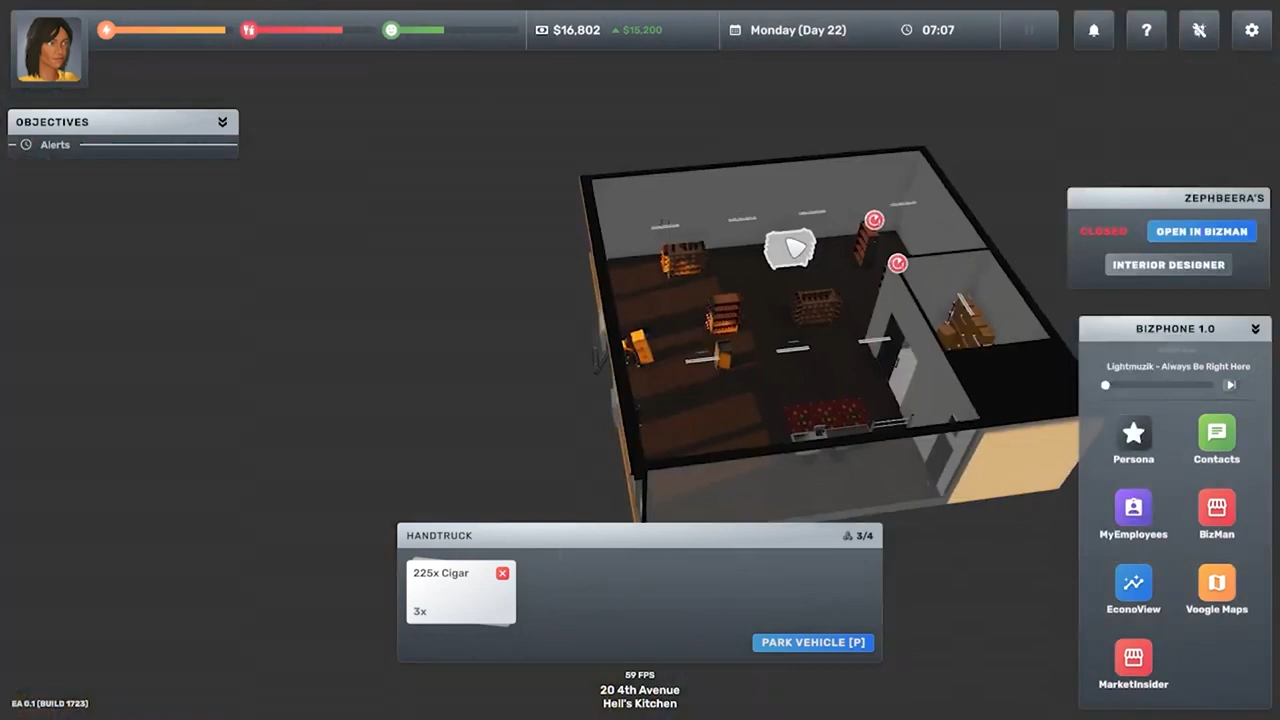 $16,802 $15,200
Monday (Day 22)
07:07
?
OBJECTIVES
Alerts
ZEPHBEERA'S
CLOSED
OPEN IN BIZMAN
INTERIOR DESIGNER
BIZPHONE 1.0
Lightmuzik - Always Be Right Here
Persona
Contacts
MyEmployees
BizMan
EconoView
Voogle Maps
MarketInsider
HANDTRUCK
3/4
225x Cigar
3x
PARK VEHICLE [P]
59 FPS
20 4th Avenue
Hell's Kitchen
EA 0.1 (BUILD 1723)